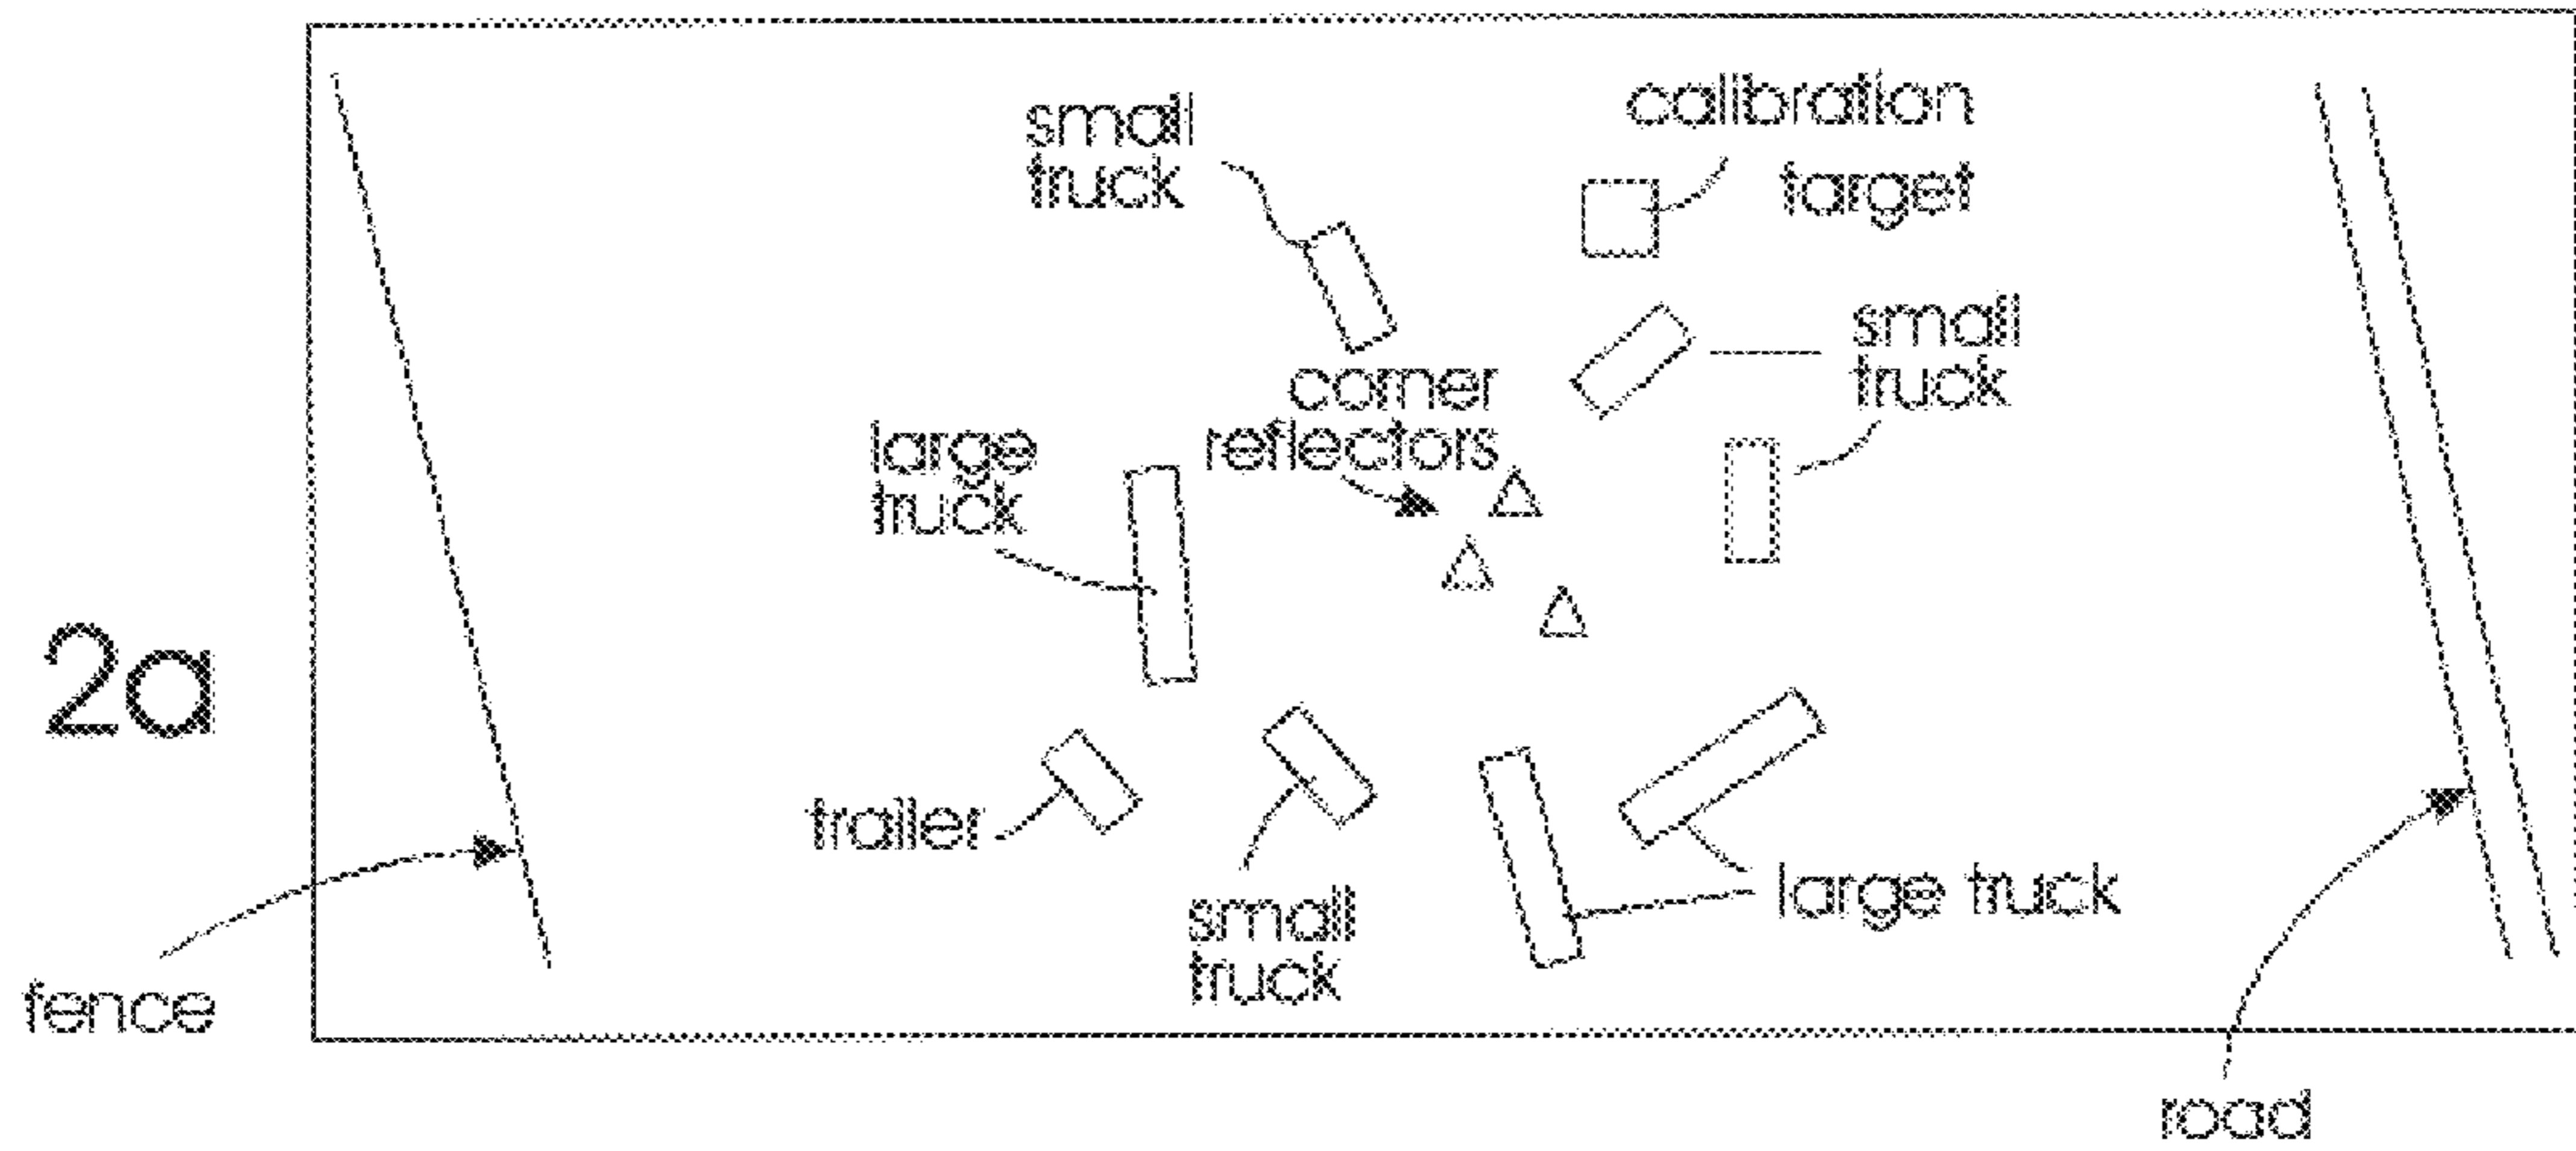 small
truck
calibration
target
small
truck
corner
reflectors
large
truck
2a
trailer
small
truck
large truck
fence
road